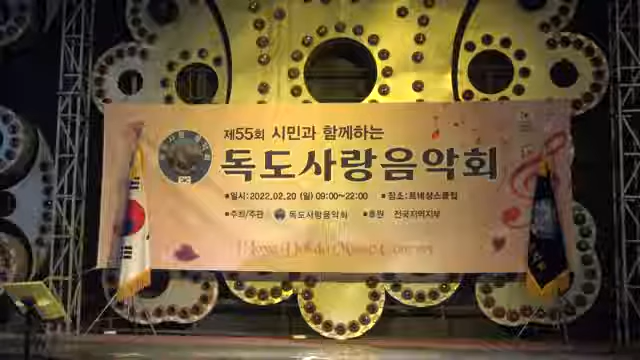 제55회 시민과 함께하는
독도사랑음악회
•일시:2022.02.20 (일) 09:00~22:00 •장소:르네상스클럽
•주최/주관 독도사랑음악회 •후원 전국지역지부